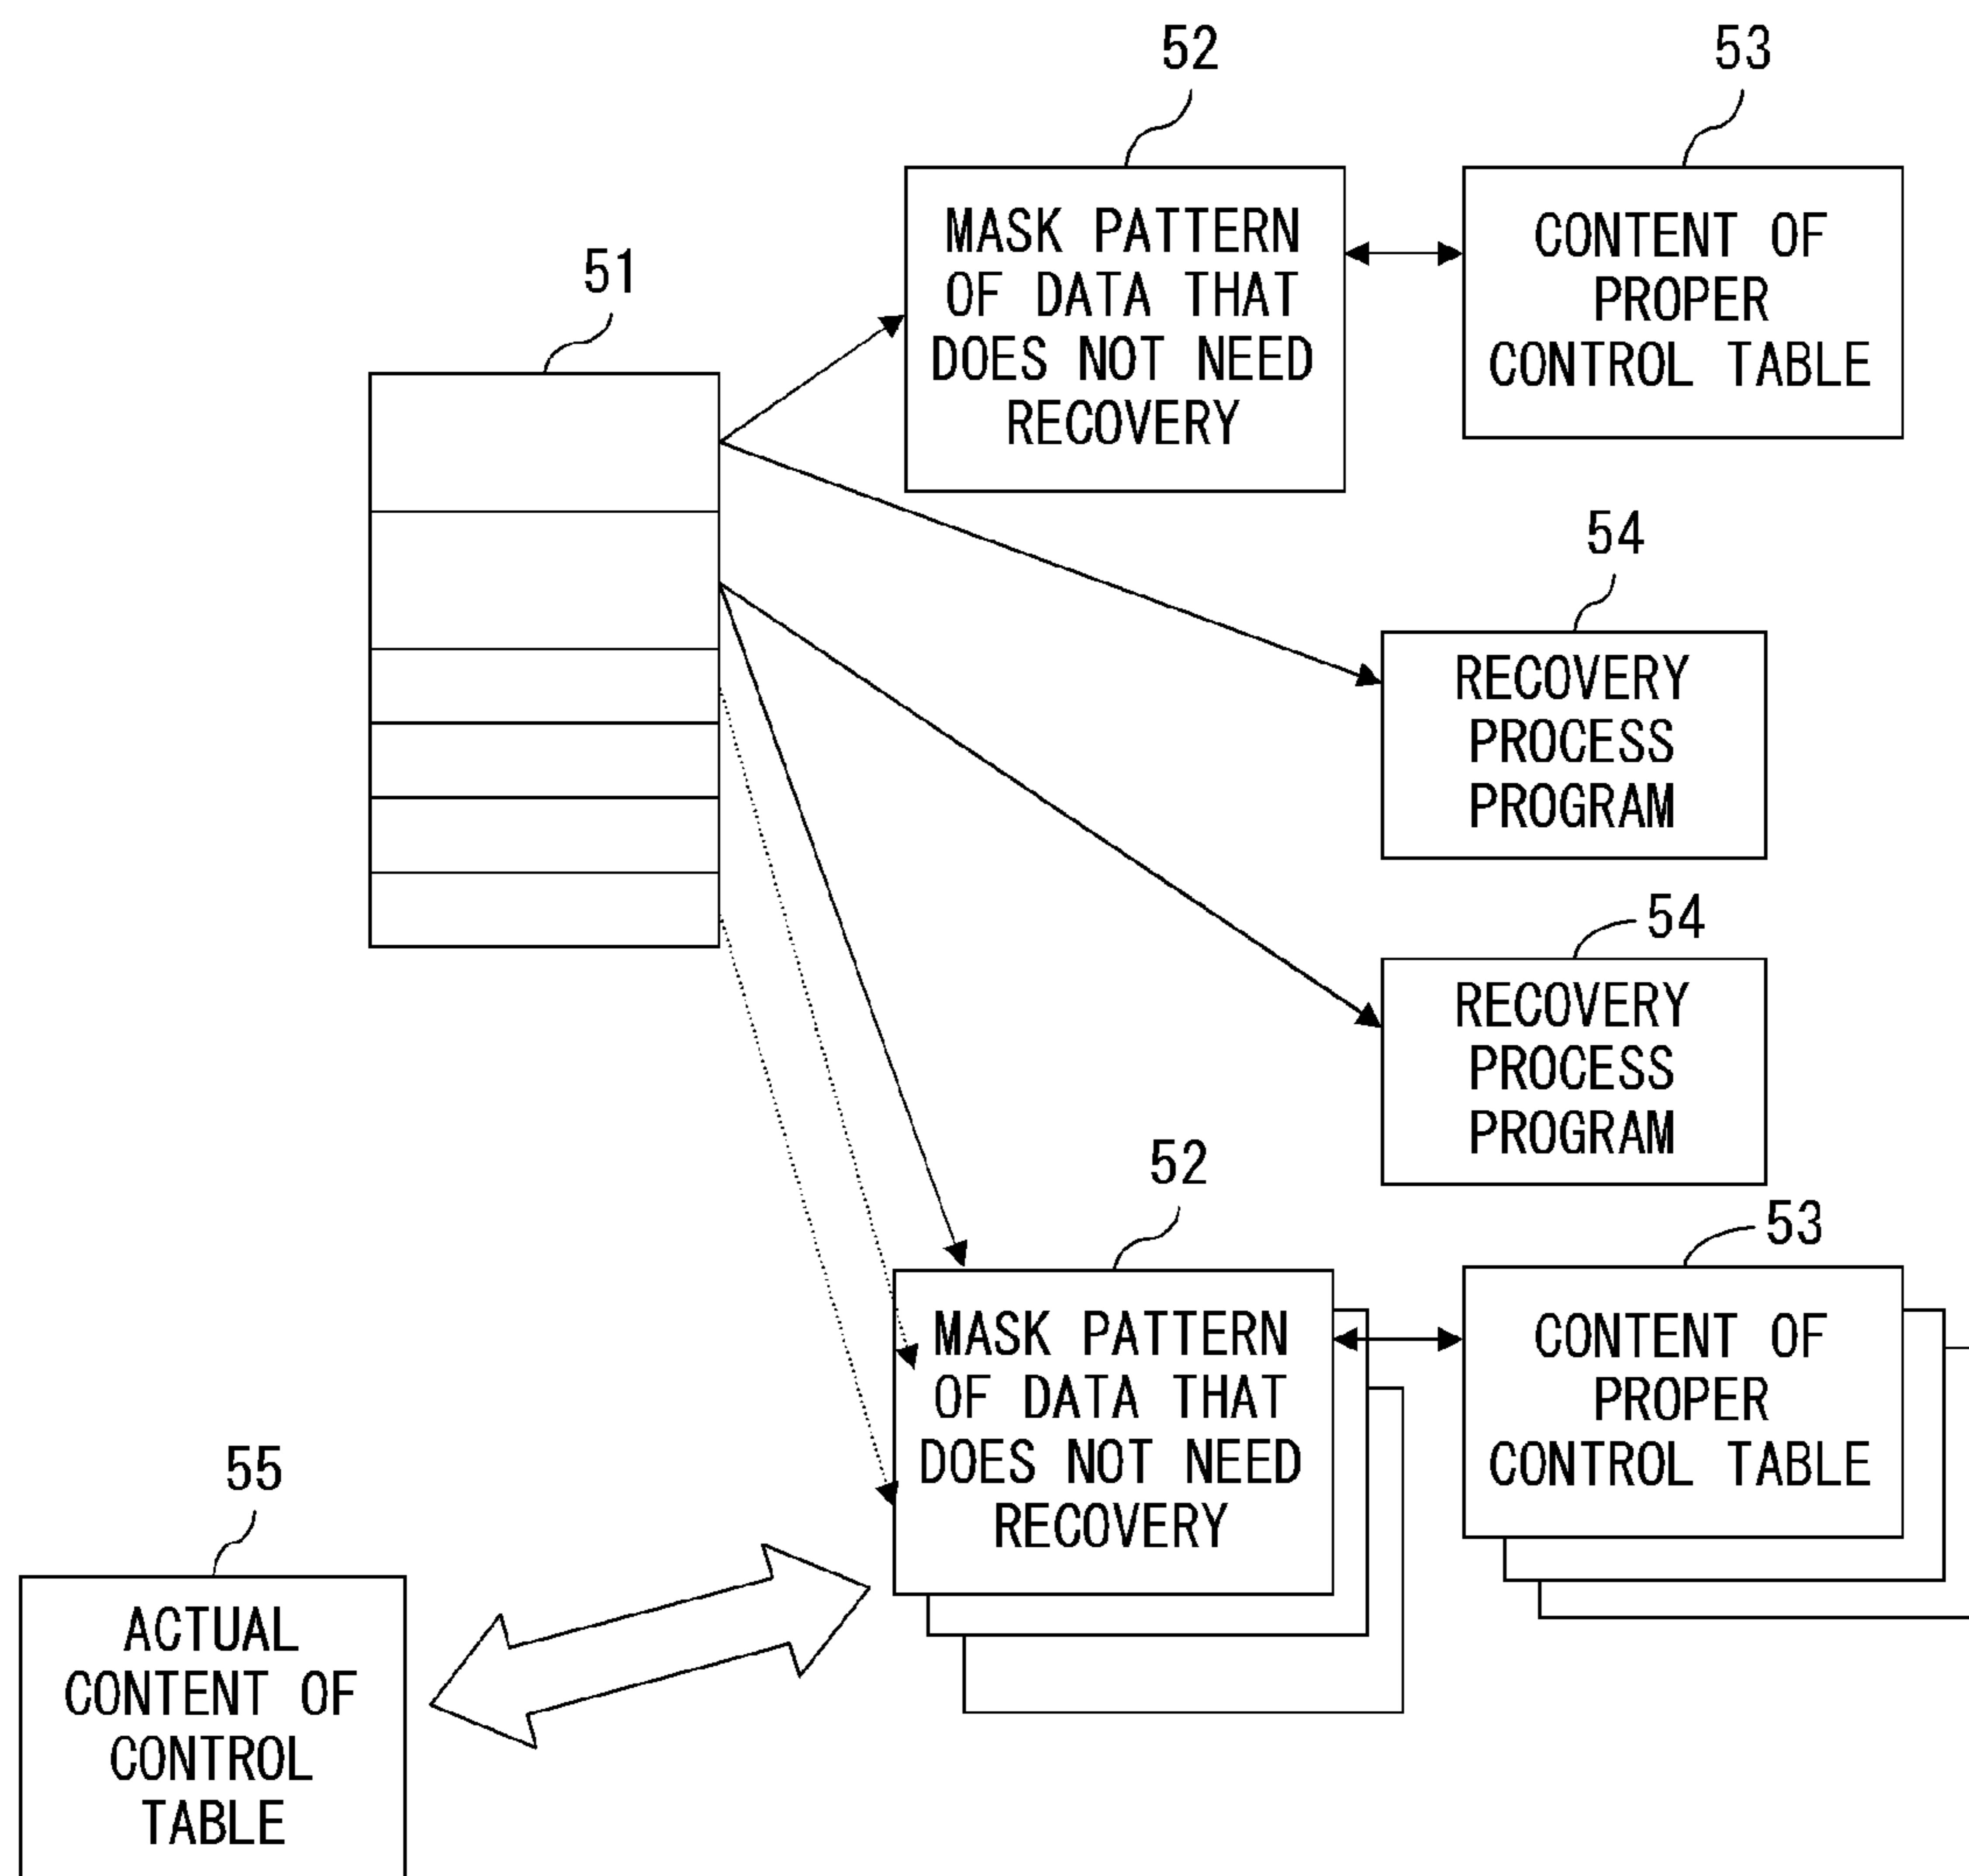 52
53
MASK PATTERN
OF DATA THAT
DOES NOT NEED
RECOVERY
CONTENT OF
PROPER
CONTROL TABLE
51
54
RECOVERY
PROCESS
PROGRAM
54
RECOVERY
PROCESS
PROGRAM
52
53
MASK PATTERN
OF DATA THAT
DOES NOT NEED
RECOVERY
CONTENT OF
PROPER
CONTROL TABLE
55
ACTUAL
CONTENT OF
CONTROL
TABLE